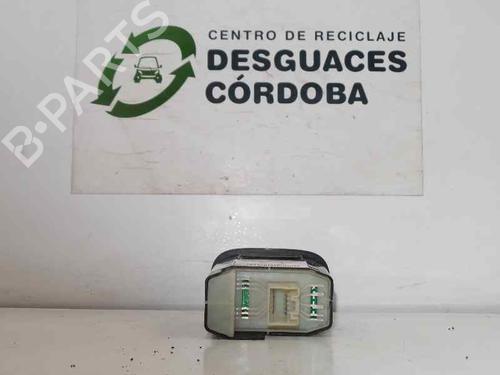 CENTRO DE RECICLAJE
DESGUACES
CÓRDOBA
B-PARTS